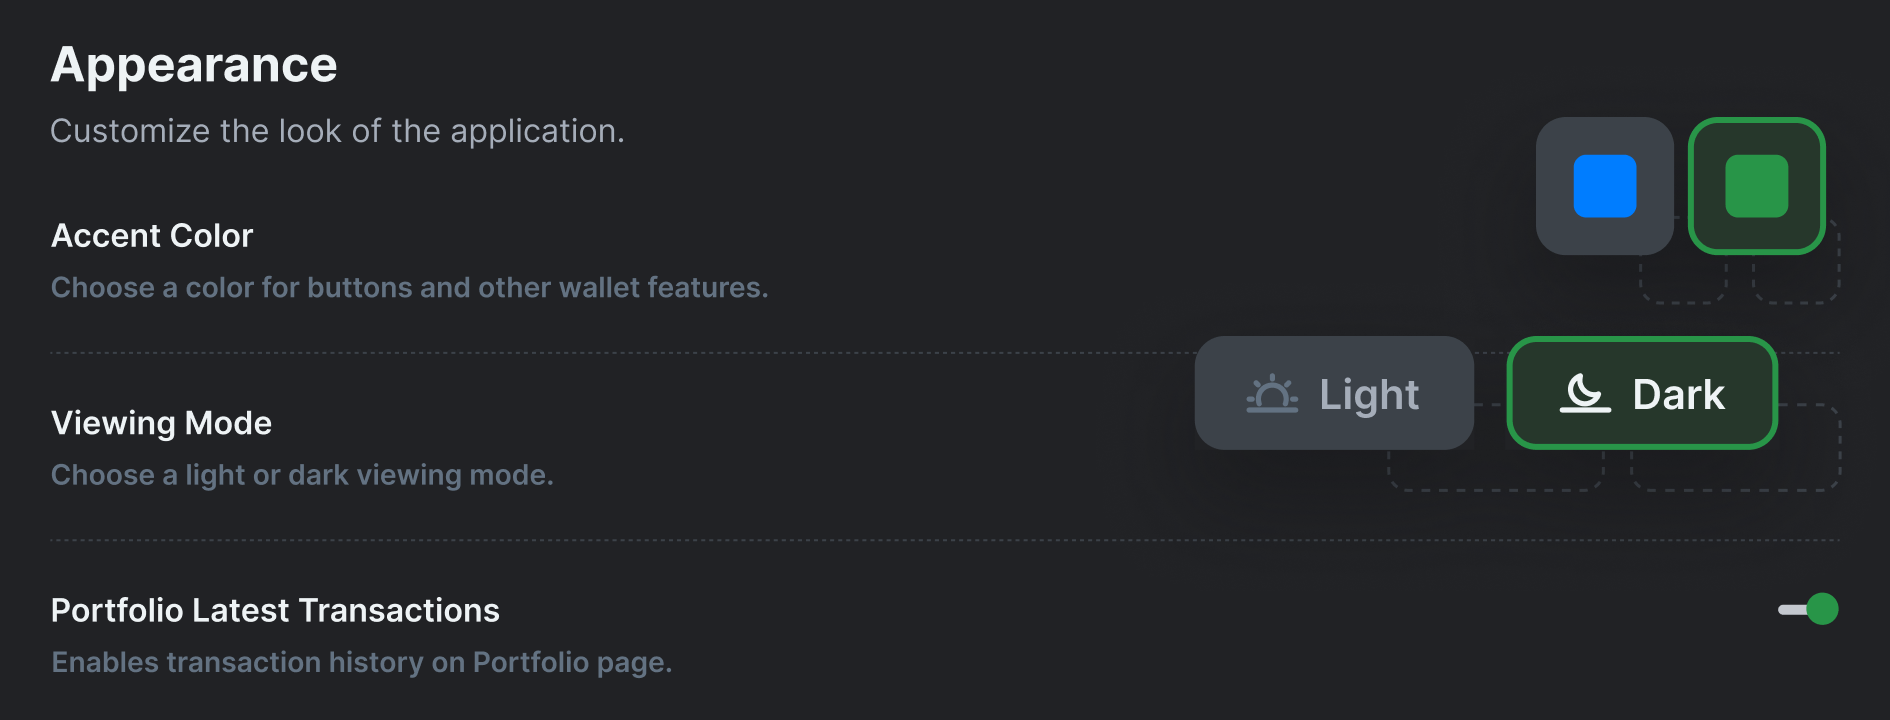 Appearance
Customize the look of the application.
Accent Color
Choose a color for buttons and other wallet features.
Light
Dark
Viewing Mode
Choose a light or dark viewing mode.
Portfolio Latest Transactions
Enables transaction history on Portfolio page.